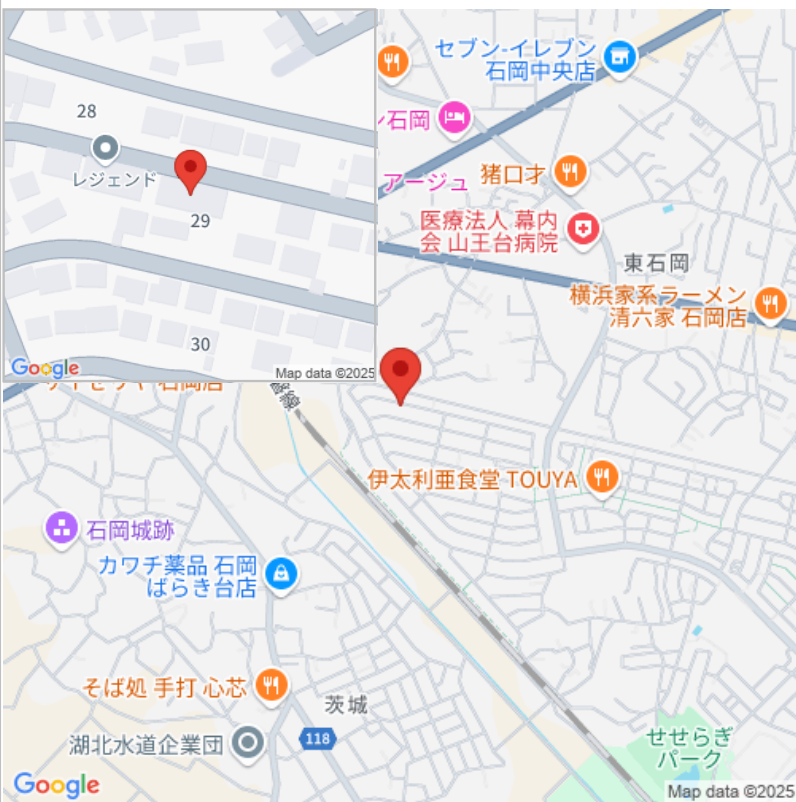 28
レジェンド
29
30
Google
Map data ©2025
セブン-イレブン
石岡中央店
ン石岡
アージュ
猪口才
医療法人 幕内
会 山王台病院
東石岡
横浜家系ラーメン
清六家 石岡店
伊太利亜食堂 TOUYA
石岡城跡
カワチ薬品 石岡
ばらき台店
そば処 手打 心芯
茨城
118
湖北水道企業団
せせらぎ
パーク
Google
Map data ©2025